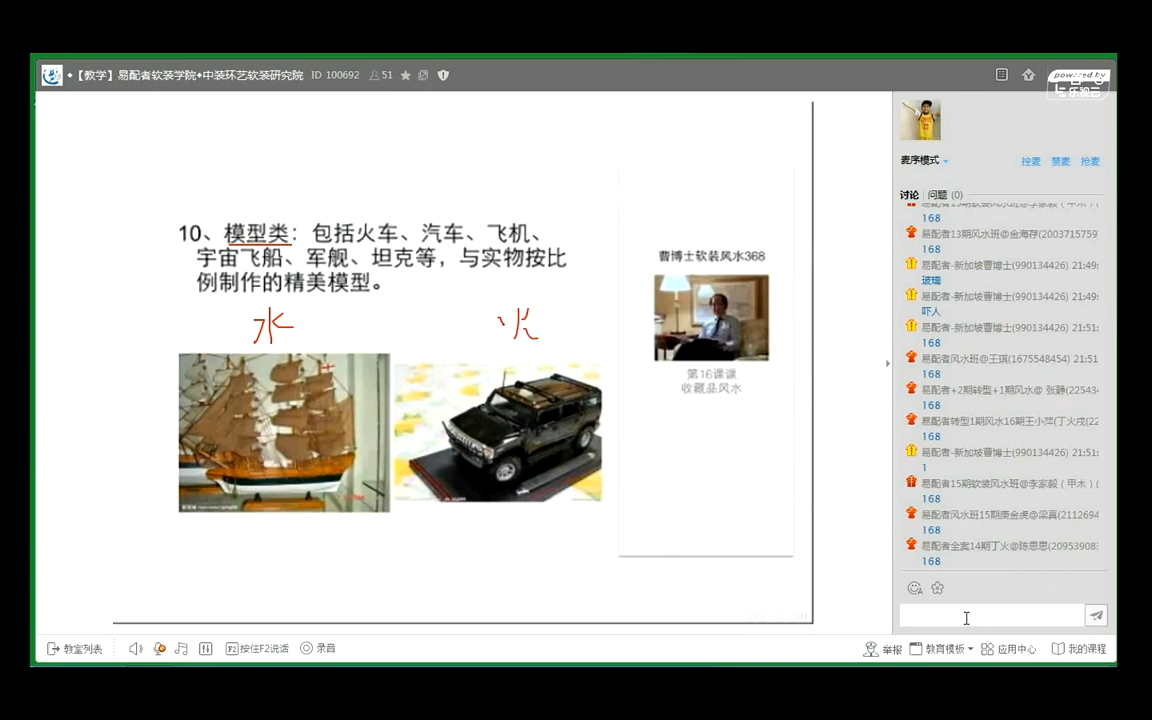 ◆【教学】易配者软装学院◆中装环艺软装研究院 ID 100692 51
powered by
乐视云
麦序模式
控麦 禁麦 抢麦
讨论 问题 (0)
10、模型类：包括火车、汽车、飞机、
宇宙飞船、军舰、坦克等，与实物按比
例制作的精美模型。
水 火
曹博士软装风水368
第16课课
收藏品风水
168
易配者13期风水班@金海存(2003715759
168
易配者-新加坡曹博士(990134426) 21:49:
玻璃
易配者-新加坡曹博士(990134426) 21:49:
吓人
易配者-新加坡曹博士(990134426) 21:51:
168
易配者风水班@王琪(1675548454) 21:51
168
易配者+2期转型+1期风水@ 张静(22543
168
易配者转型1期风水16期王小萍(丁火戌(22
168
易配者-新加坡曹博士(990134426) 21:51:
1
易配者15期软装风水班@李家毅（甲木）(
168
易配者风水班15期庚金虎@梁真(2112694
168
易配者全案14期丁火@陈思思(209539083
168
教室列表 F2 按住F2说话 录音 举报 教育模板 应用中心 我的课程